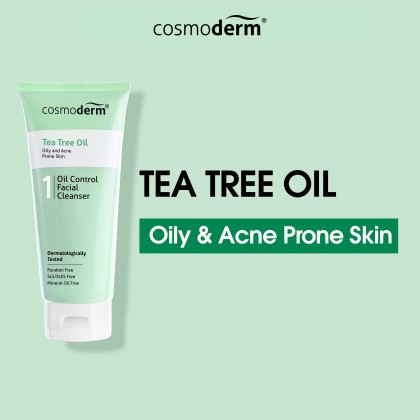 cosmoderm®
cosmoderm®
Tea Tree Oil
Oily and Acne
Prone Skin
1
Oil Control
Facial
Cleanser
Dermatologically
Tested
Paraben Free
SLS/SLES Free
Mineral Oil Free
TEA TREE OIL
Oily & Acne Prone Skin